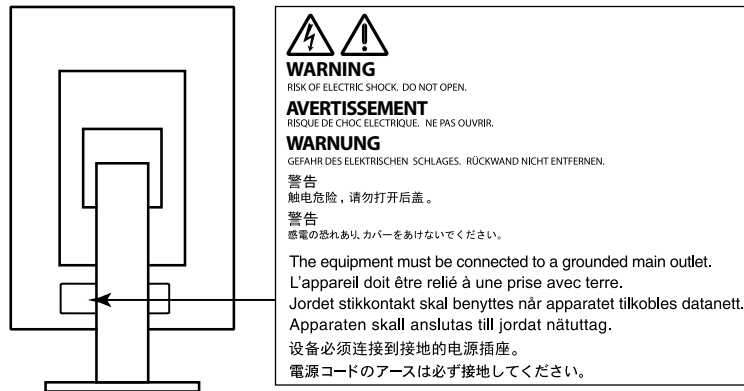 WARNING
RISK OF ELECTRIC SHOCK. DO NOT OPEN.
AVERTISSEMENT
RISQUE DE CHOC ELECTRIQUE. NE PAS OUVRIR.
WARNUNG
GEFAHR DES ELEKTRISCHEN SCHLAGES. RÜCKWAND NICHT ENTFERNEN.
警告
触电危险，请勿打开后盖。
警告
感電の恐れあり、カバーをあけないでください。
The equipment must be connected to a grounded main outlet.
L'appareil doit être relié à une prise avec terre.
Jordet stikkontakt skal benyttes når apparatet tilkobles datanett.
Apparaten skall anslutas till jordat nätuttag.
设备必须连接到接地的电源插座。
電源コードのアースは必ず接地してください。